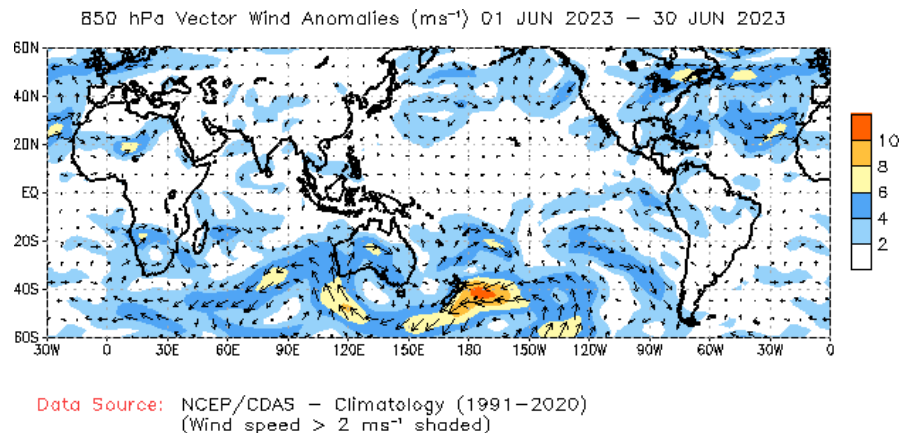 850 hPa Vector Wind Anomalies (ms⁻¹) 01 JUN 2023 – 30 JUN 2023
60N
40N
20N
EQ
20S
40S
60S
30W 0 30E 60E 90E 120E 150E 180 150W 120W 90W 60W 30W 0
10
8
6
4
2
Data Source: NCEP/CDAS – Climatology (1991–2020)
(Wind speed > 2 ms⁻¹ shaded)